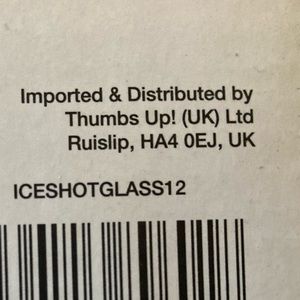 Imported & Distributed by
Thumbs Up! (UK) Ltd
Ruislip, HA4 0EJ, UK
ICESHOTGLASS12